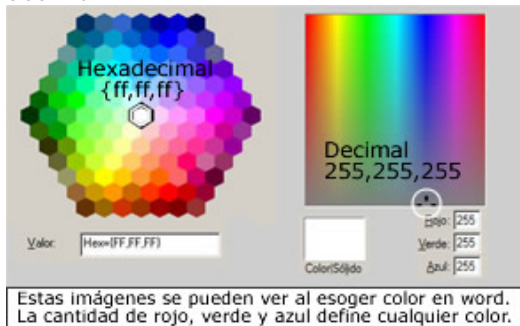 Hexadecimal
{ff,ff,ff}
Decimal
255,255,255
Valor: Hex={FF,FF,FF}
Color|Sólido
Rojo: 255
Verde: 255
Azul: 255
Estas imágenes se pueden ver al esoger color en word.
La cantidad de rojo, verde y azul define cualquier color.